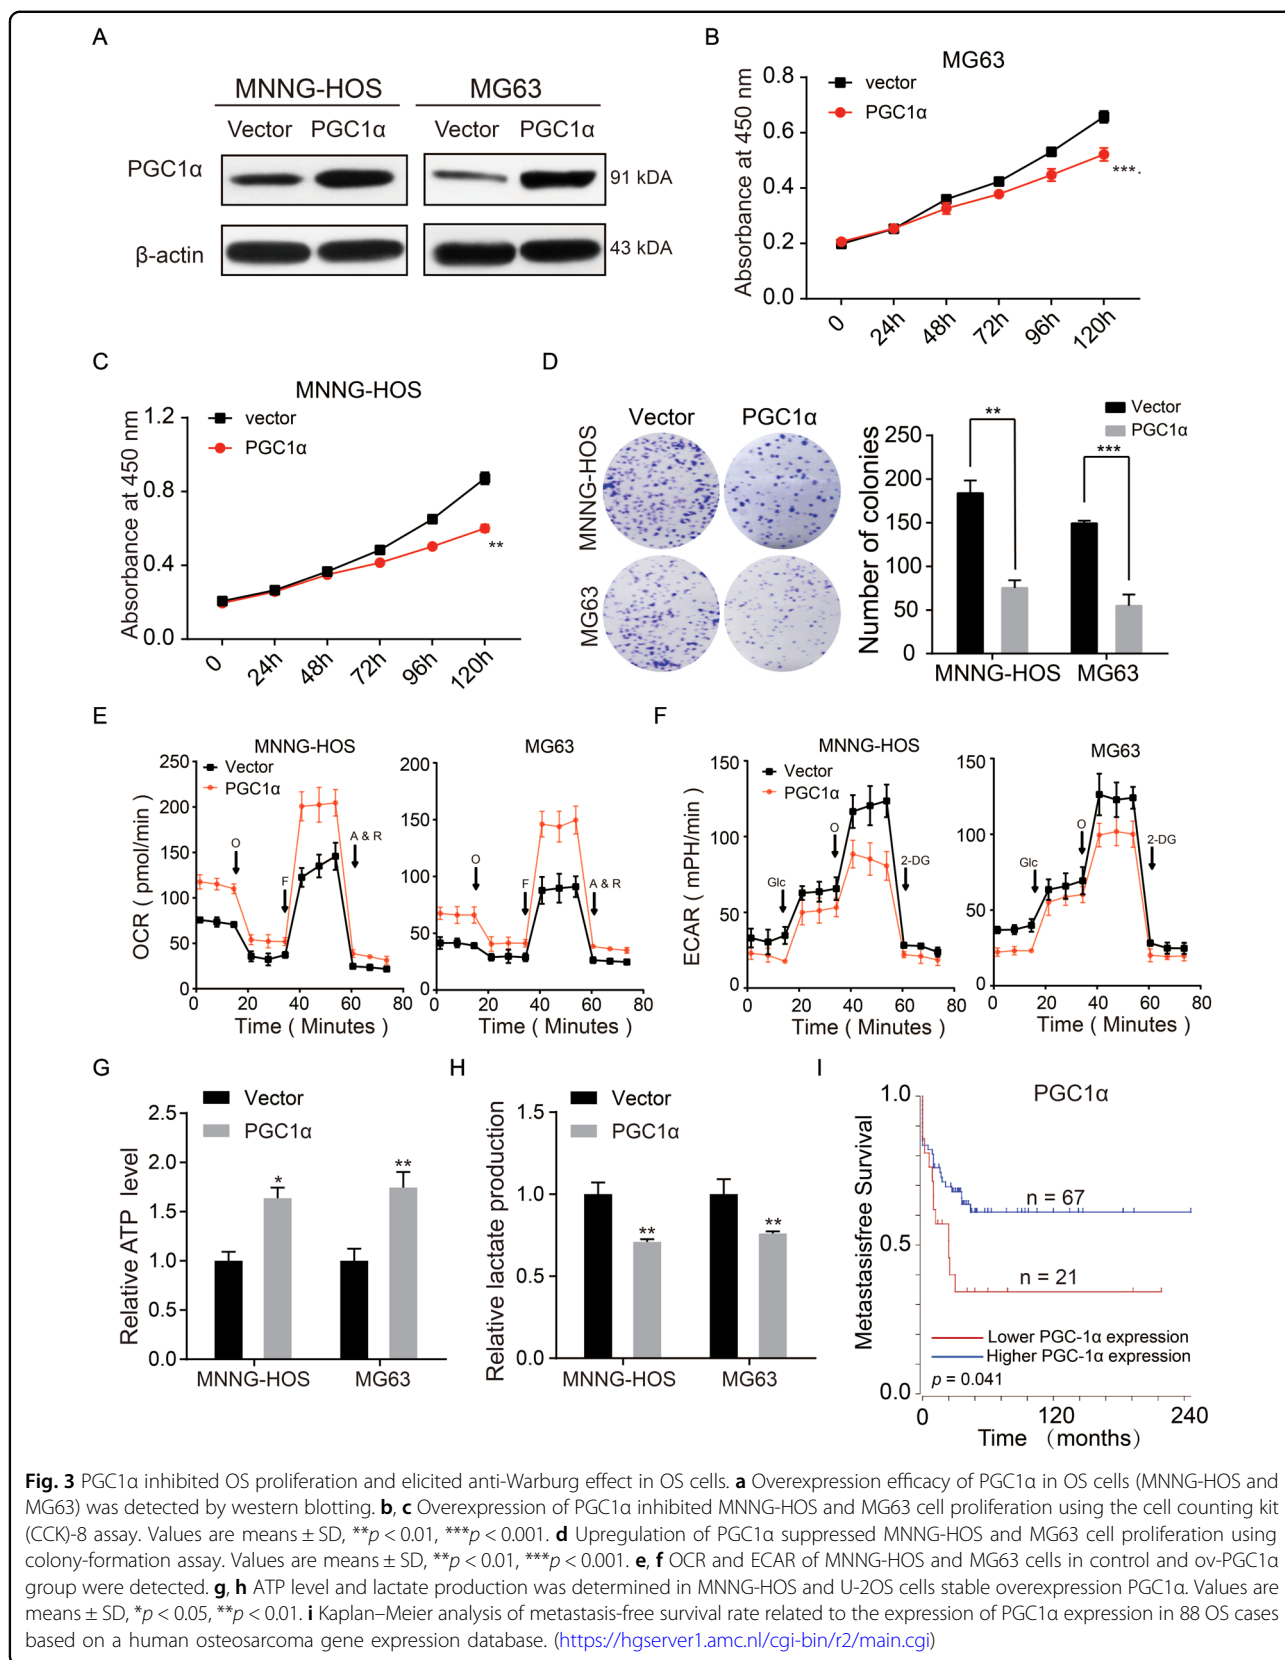 A
MNNG-HOS
MG63
Vector
PGC1α
Vector
PGC1α
PGC1α
91 kDA
β-actin
43 kDA
B
MG63
vector
PGC1α
Absorbance at 450 nm
0.8
0.6
0.4
0.2
0.0
***.
0
24h
48h
72h
96h
120h
C
MNNG-HOS
vector
PGC1α
Absorbance at 450 nm
1.2
0.8
0.4
0.0
**
0
24h
48h
72h
96h
120h
D
Vector
PGC1α
MNNG-HOS
MG63
Vector
PGC1α
**
***
Number of colonies
250
200
150
100
50
0
MNNG-HOS
MG63
E
MNNG-HOS
Vector
PGC1α
OCR ( pmol/min)
250
200
150
100
50
0
O
F
A & R
0
20
40
60
80
Time ( Minutes )
MG63
200
150
100
50
0
O
F
A & R
0
20
40
60
80
Time ( Minutes )
F
MNNG-HOS
Vector
PGC1α
ECAR ( mPH/min)
150
100
50
0
Glc
O
2-DG
0
20
40
60
80
Time ( Minutes )
MG63
150
100
50
0
Glc
O
2-DG
0
20
40
60
80
Time ( Minutes )
G
Vector
PGC1α
Relative ATP level
2.5
2.0
1.5
1.0
0.5
0.0
*
**
MNNG-HOS
MG63
H
Vector
PGC1α
Relative lactate production
1.5
1.0
0.5
0.0
**
**
MNNG-HOS
MG63
I
PGC1α
Metastasisfree Survival
1.0
0.5
0.0
n = 67
n = 21
Lower PGC-1α expression
Higher PGC-1α expression
p = 0.041
0
120
240
Time (months)
Fig. 3 PGC1α inhibited OS proliferation and elicited anti-Warburg effect in OS cells. a Overexpression efficacy of PGC1α in OS cells (MNNG-HOS and
MG63) was detected by western blotting. b, c Overexpression of PGC1α inhibited MNNG-HOS and MG63 cell proliferation using the cell counting kit
(CCK)-8 assay. Values are means ± SD, **p < 0.01, ***p < 0.001. d Upregulation of PGC1α suppressed MNNG-HOS and MG63 cell proliferation using
colony-formation assay. Values are means ± SD, **p < 0.01, ***p < 0.001. e, f OCR and ECAR of MNNG-HOS and MG63 cells in control and ov-PGC1α
group were detected. g, h ATP level and lactate production was determined in MNNG-HOS and U-2OS cells stable overexpression PGC1α. Values are
means ± SD, *p < 0.05, **p < 0.01. i Kaplan–Meier analysis of metastasis-free survival rate related to the expression of PGC1α expression in 88 OS cases
based on a human osteosarcoma gene expression database. (https://hgserver1.amc.nl/cgi-bin/r2/main.cgi)